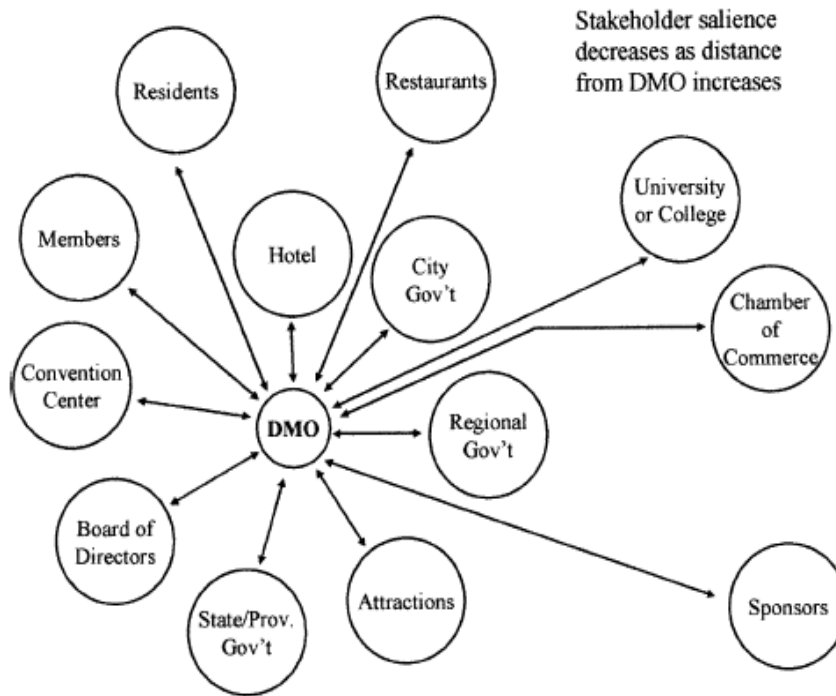 Stakeholder salience
decreases as distance
from DMO increases
Residents
Restaurants
University
or College
Members
Hotel
City
Gov't
Chamber
of
Commerce
Convention
Center
DMO
Regional
Gov't
Board of
Directors
State/Prov.
Gov't
Attractions
Sponsors